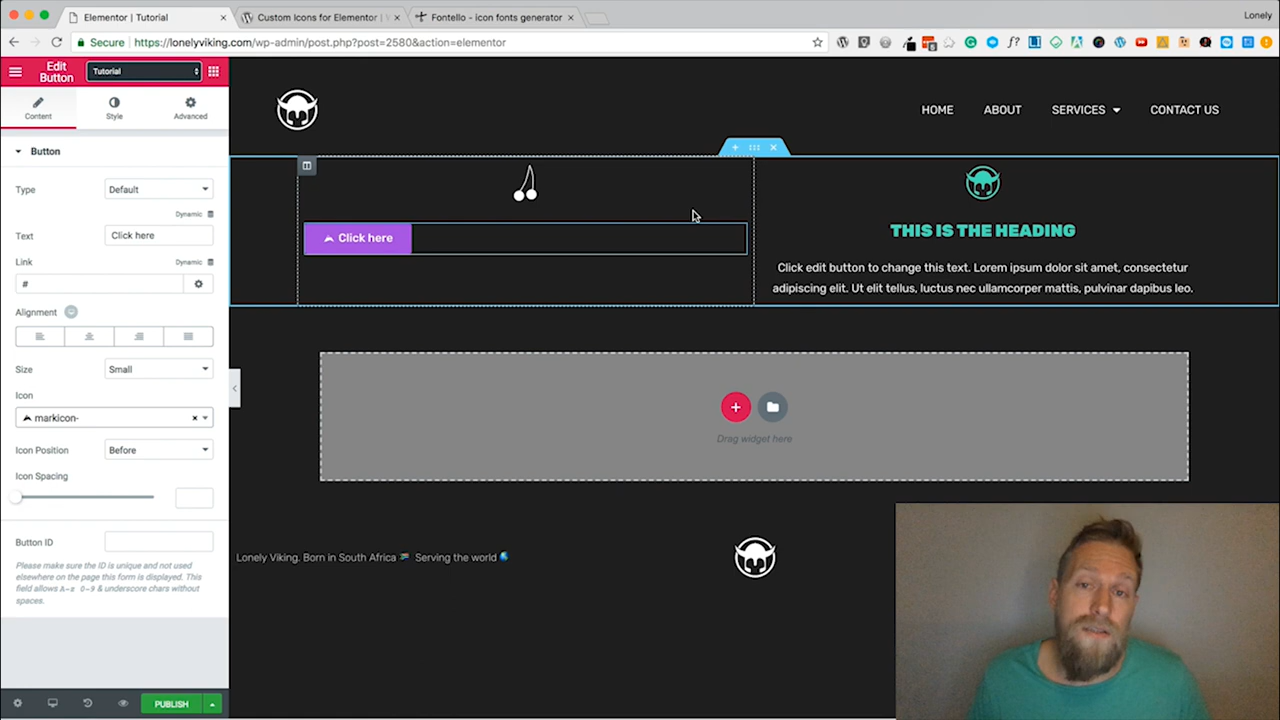 Elementor | Tutorial
Custom Icons for Elementor |
Fontello - icon fonts generator
Lonely
Secure
https://lonelyviking.com/wp-admin/post.php?post=2580&action=elementor
Edit Button
Tutorial
Content
Style
Advanced
Button
Type
Default
Dynamic
Text
Click here
Link
Dynamic
#
Alignment
Size
Small
Icon
markicon-
Icon Position
Before
Icon Spacing
Button ID
Please make sure the ID is unique and not used
elsewhere on the page this form is displayed. This
field allows A-z 0-9 & underscore chars without
spaces.
PUBLISH
HOME
ABOUT
SERVICES
CONTACT US
Click here
THIS IS THE HEADING
Click edit button to change this text. Lorem ipsum dolor sit amet, consectetur
adipiscing elit. Ut elit tellus, luctus nec ullamcorper mattis, pulvinar dapibus leo.
Drag widget here
Lonely Viking. Born in South Africa 🇿🇦 Serving the world 🌍